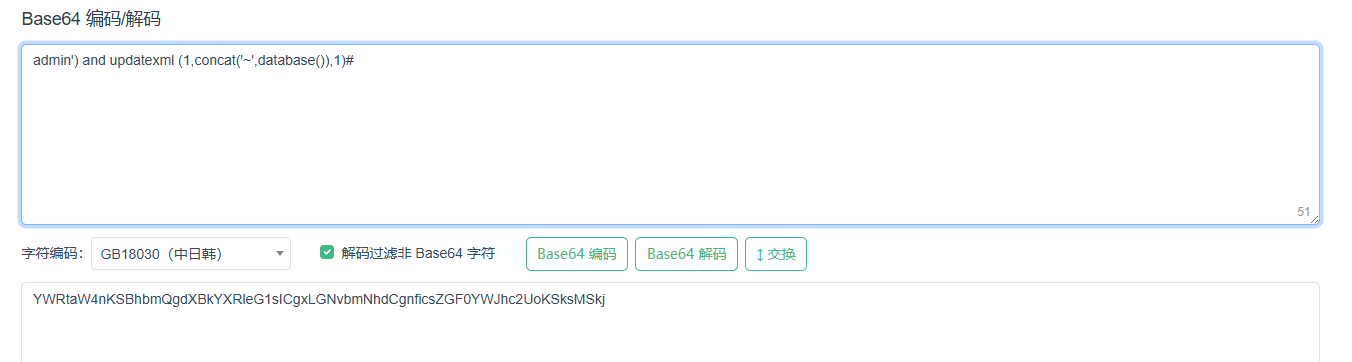 Base64 编码/解码
admin') and updatexml (1,concat('~',database()),1)#
51
字符编码： GB18030（中日韩） 解码过滤非 Base64 字符 Base64 编码 Base64 解码 ↕交换
YWRtaW4nKSBhbmQgdXBkYXRleG1sICgxLGNvbmNhdCgnficsZGF0YWJhc2UoKSksMSkj